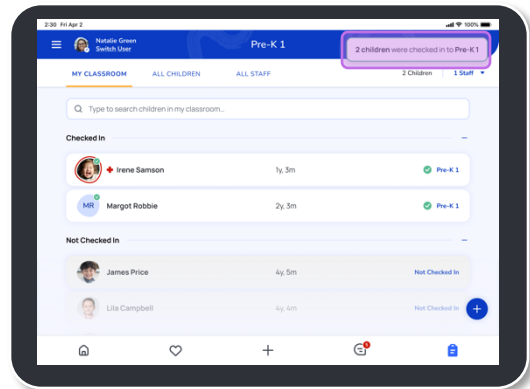 2:30 Fri Apr 2
100%
Natalie Green
Switch User
Pre-K 1
2 children were checked in to Pre-K 1
MY CLASSROOM ALL CHILDREN ALL STAFF 2 Children 1 Staff
Type to search children in my classroom..
Checked In
Irene Samson 1y, 3m Pre-K 1
MR Margot Robbie 2y, 3m Pre-K 1
Not Checked In
James Price 4y, 5m Not Checked In
Lila Campbell 4y, 4m Not Checked In